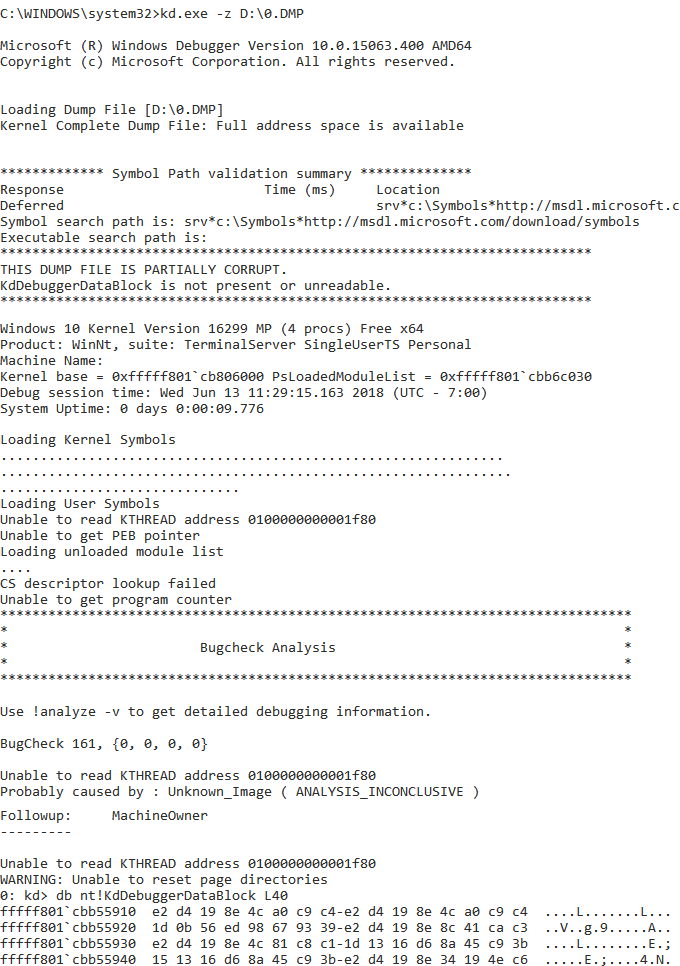 C:\WINDOWS\system32>kd.exe -z D:\0.DMP
Microsoft (R) Windows Debugger Version 10.0.15063.400 AMD64
Copyright (c) Microsoft Corporation. All rights reserved.
Loading Dump File [D:\0.DMP]
Kernel Complete Dump File: Full address space is available
************* Symbol Path validation summary **************
Response                         Time (ms)     Location
Deferred                                       srv*c:\Symbols*http://msdl.microsoft.c
Symbol search path is: srv*c:\Symbols*http://msdl.microsoft.com/download/symbols
Executable search path is:
**************************************************************************
THIS DUMP FILE IS PARTIALLY CORRUPT.
KdDebuggerDataBlock is not present or unreadable.
**************************************************************************
Windows 10 Kernel Version 16299 MP (4 procs) Free x64
Product: WinNt, suite: TerminalServer SingleUserTS Personal
Machine Name:
Kernel base = 0xfffff801`cb806000 PsLoadedModuleList = 0xfffff801`cbb6c030
Debug session time: Wed Jun 13 11:29:15.163 2018 (UTC - 7:00)
System Uptime: 0 days 0:00:09.776
Loading Kernel Symbols
...............................................................
................................................................
..............................
Loading User Symbols
Unable to read KTHREAD address 0100000000001f80
Unable to get PEB pointer
Loading unloaded module list
....
CS descriptor lookup failed
Unable to get program counter
*******************************************************************************
*                                                                             *
*                        Bugcheck Analysis                                    *
*                                                                             *
*******************************************************************************
Use !analyze -v to get detailed debugging information.
BugCheck 161, {0, 0, 0, 0}
Unable to read KTHREAD address 0100000000001f80
Probably caused by : Unknown_Image ( ANALYSIS_INCONCLUSIVE )
Followup:     MachineOwner
---------
Unable to read KTHREAD address 0100000000001f80
WARNING: Unable to reset page directories
0: kd> db nt!KdDebuggerDataBlock L40
fffff801`cbb55910  e2 d4 19 8e 4c a0 c9 c4-e2 d4 19 8e 4c a0 c9 c4  ....L.......L...
fffff801`cbb55920  1d 0b 56 ed 98 67 93 39-e2 d4 19 8e 8c 41 ca c3  ..V..g.9.....A..
fffff801`cbb55930  e2 d4 19 8e 4c 81 c8 c1-1d 13 16 d6 8a 45 c9 3b  ....L........E.;
fffff801`cbb55940  15 13 16 d6 8a 45 c9 3b-e2 d4 19 8e 34 19 4e c6  .....E.;....4.N.